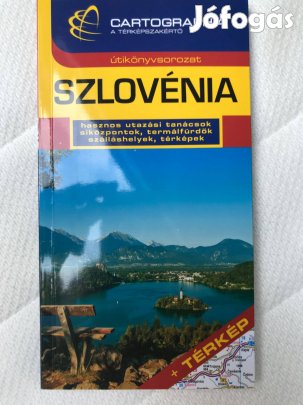 Jófogás
CARTOGRAPHIA
A TÉRKÉPSZAKÉRTŐ
útikönyvsorozat
SZLOVÉNIA
hasznos utazási tanácsok
síközpontok, termálfürdők
szálláshelyek, térképek
+ TÉRKÉP